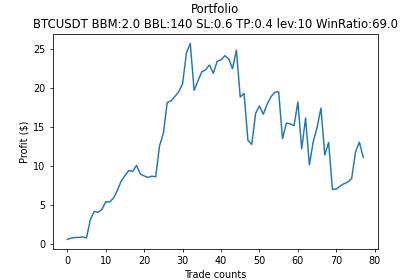 Portfolio
BTCUSDT BBM:2.0 BBL:140 SL:0.6 TP:0.4 lev:10 WinRatio:69.0
25
20
15
10
5
0
Profit ($)
0 10 20 30 40 50 60 70 80
Trade counts